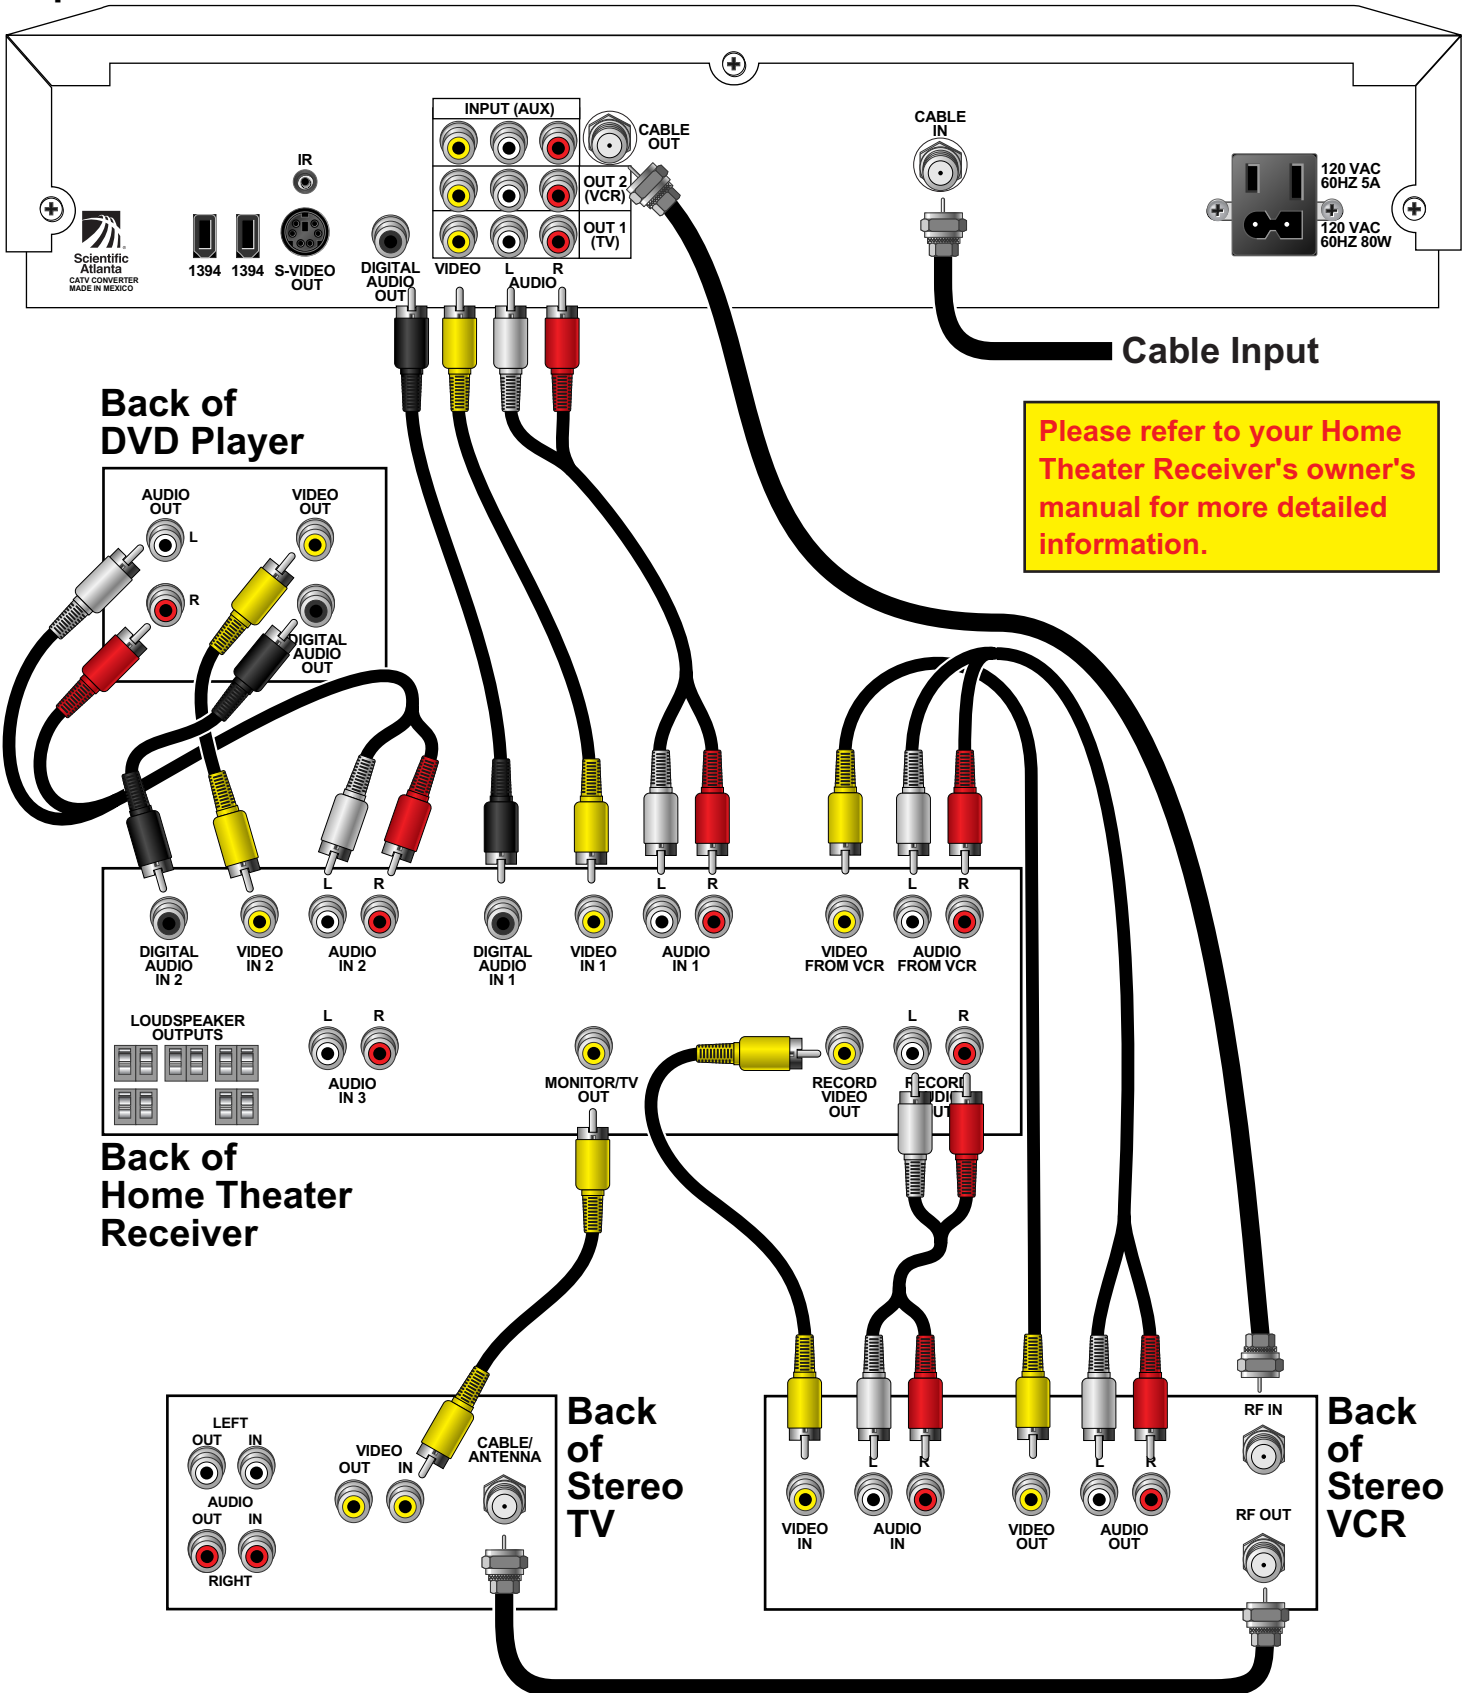 INPUT (AUX)
CABLE
OUT
OUT 2
(VCR)
OUT 1
(TV)
CABLE
IN
120 VAC
60HZ 5A
120 VAC
60HZ 80W
IR
Scientific
Atlanta
CATV CONVERTER
MADE IN MEXICO
1394
1394
S-VIDEO
OUT
DIGITAL
AUDIO
OUT
VIDEO
L
R
AUDIO
Cable Input
Please refer to your Home
Theater Receiver's owner's
manual for more detailed
information.
Back of
DVD Player
AUDIO
OUT
L
R
VIDEO
OUT
DIGITAL
AUDIO
OUT
L
R
L
R
L
R
DIGITAL
AUDIO
IN 2
VIDEO
IN 2
AUDIO
IN 2
DIGITAL
AUDIO
IN 1
VIDEO
IN 1
AUDIO
IN 1
VIDEO
FROM VCR
AUDIO
FROM VCR
LOUDSPEAKER
OUTPUTS
L
R
AUDIO
IN 3
MONITOR/TV
OUT
RECORD
VIDEO
OUT
L
R
RECORD
AUDIO
OUT
Back of
Home Theater
Receiver
LEFT
OUT
IN
AUDIO
OUT
IN
RIGHT
VIDEO
OUT
IN
CABLE/
ANTENNA
Back
of
Stereo
TV
L
R
L
R
VIDEO
IN
AUDIO
IN
VIDEO
OUT
AUDIO
OUT
RF IN
RF OUT
Back
of
Stereo
VCR